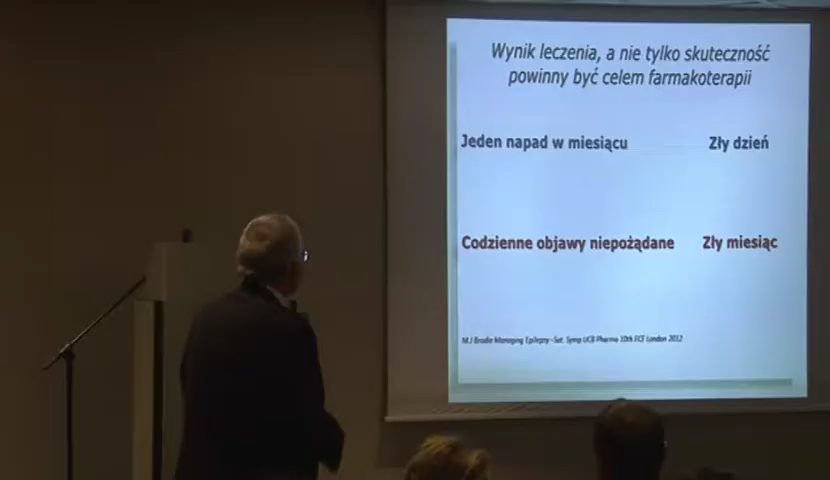 Wynik leczenia, a nie tylko skuteczność
powinny być celem farmakoterapii
Jeden napad w miesiącu Zły dzień
Codzienne objawy niepożądane Zły miesiąc
M.J Brodie Managing Epilepsy-Sat. Symp UCB Pharma 10th ECE London 2012